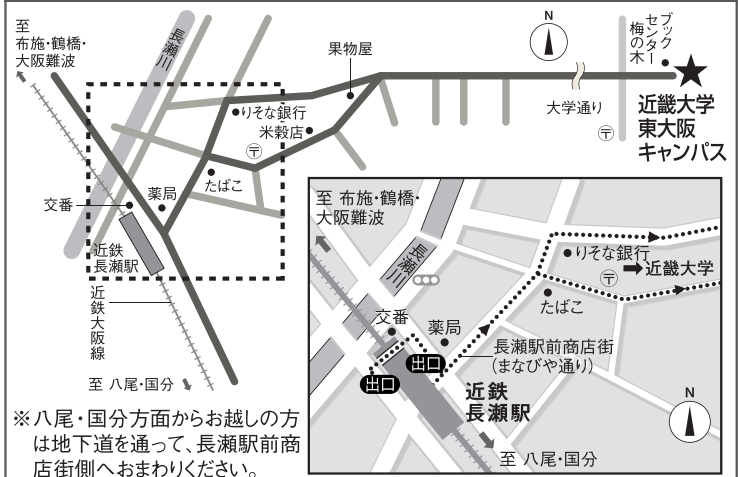 至
布施・鶴橋・
大阪難波
長瀬川
果物屋
N
ブック
センター
梅の木
大学通り
〒
近畿大学
東大阪
キャンパス
りそな銀行
米穀店
〒
たばこ
薬局
交番
近鉄
長瀬駅
近鉄大阪線
至 八尾・国分
※八尾・国分方面からお越しの方
は地下道を通って、長瀬駅前商
店街側へおまわりください。
至 布施・鶴橋・
大阪難波
長瀬川
りそな銀行
〒
近畿大学
たばこ
交番
薬局
長瀬駅前商店街
(まなびや通り)
出口
出口
近鉄
長瀬駅
N
至 八尾・国分